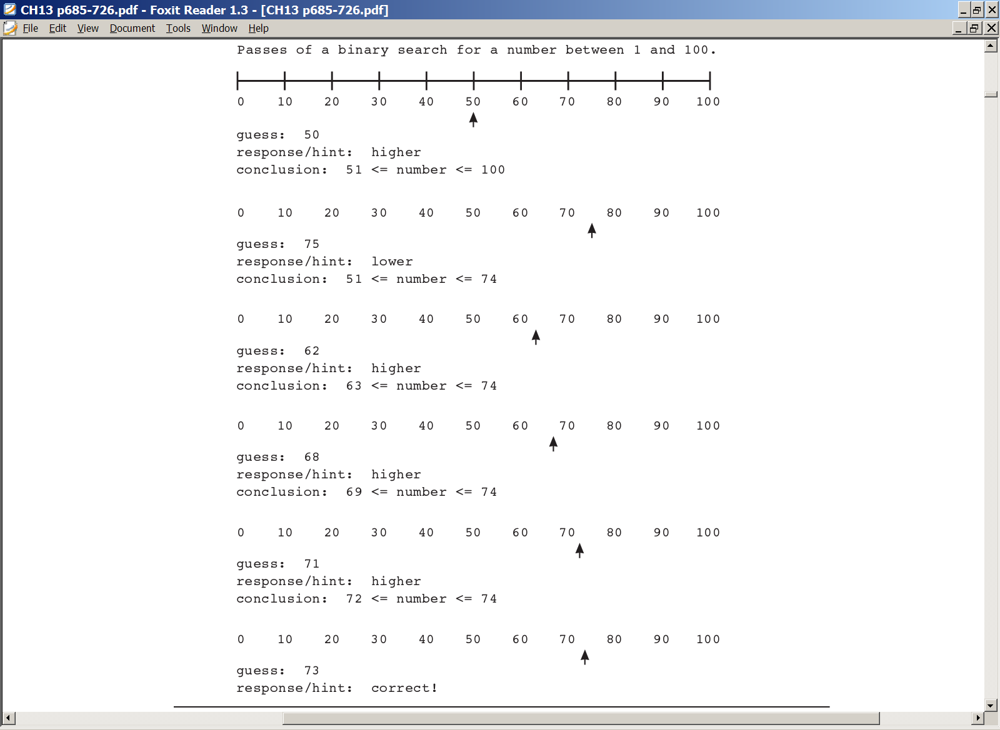 CH13 p685-726.pdf - Foxit Reader 1.3 - [CH13 p685-726.pdf]
File Edit View Document Tools Window Help
Passes of a binary search for a number between 1 and 100.
0 10 20 30 40 50 60 70 80 90 100
guess: 50
response/hint: higher
conclusion: 51 <= number <= 100
0 10 20 30 40 50 60 70 80 90 100
guess: 75
response/hint: lower
conclusion: 51 <= number <= 74
0 10 20 30 40 50 60 70 80 90 100
guess: 62
response/hint: higher
conclusion: 63 <= number <= 74
0 10 20 30 40 50 60 70 80 90 100
guess: 68
response/hint: higher
conclusion: 69 <= number <= 74
0 10 20 30 40 50 60 70 80 90 100
guess: 71
response/hint: higher
conclusion: 72 <= number <= 74
0 10 20 30 40 50 60 70 80 90 100
guess: 73
response/hint: correct!